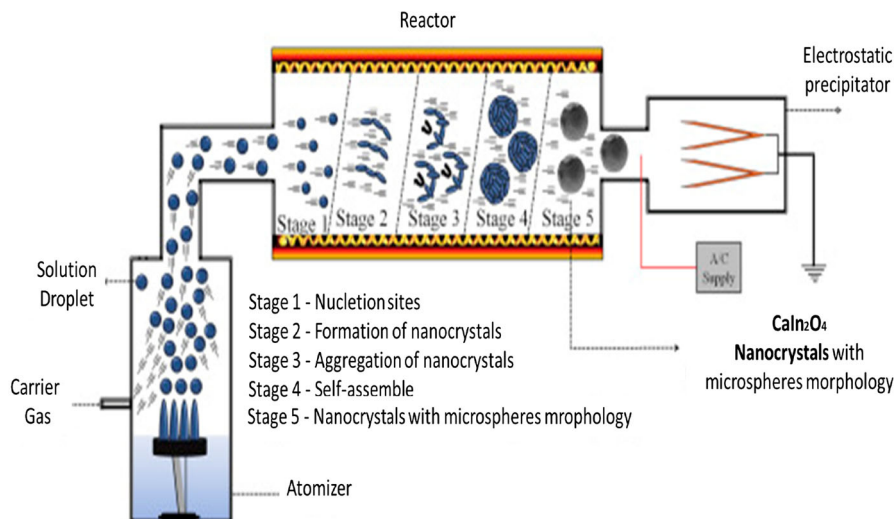 Reactor
Electrostatic
precipitator
Stage 1
Stage 2
Stage 3
Stage 4
Stage 5
A/C
Supply
Solution
Droplet
Stage 1 - Nucletion sites
Stage 2 - Formation of nanocrystals
Stage 3 - Aggregation of nanocrystals
Stage 4 - Self-assemble
Stage 5 - Nanocrystals with microspheres mrophology
CaIn₂O₄
Nanocrystals with
microspheres morphology
Carrier
Gas
Atomizer